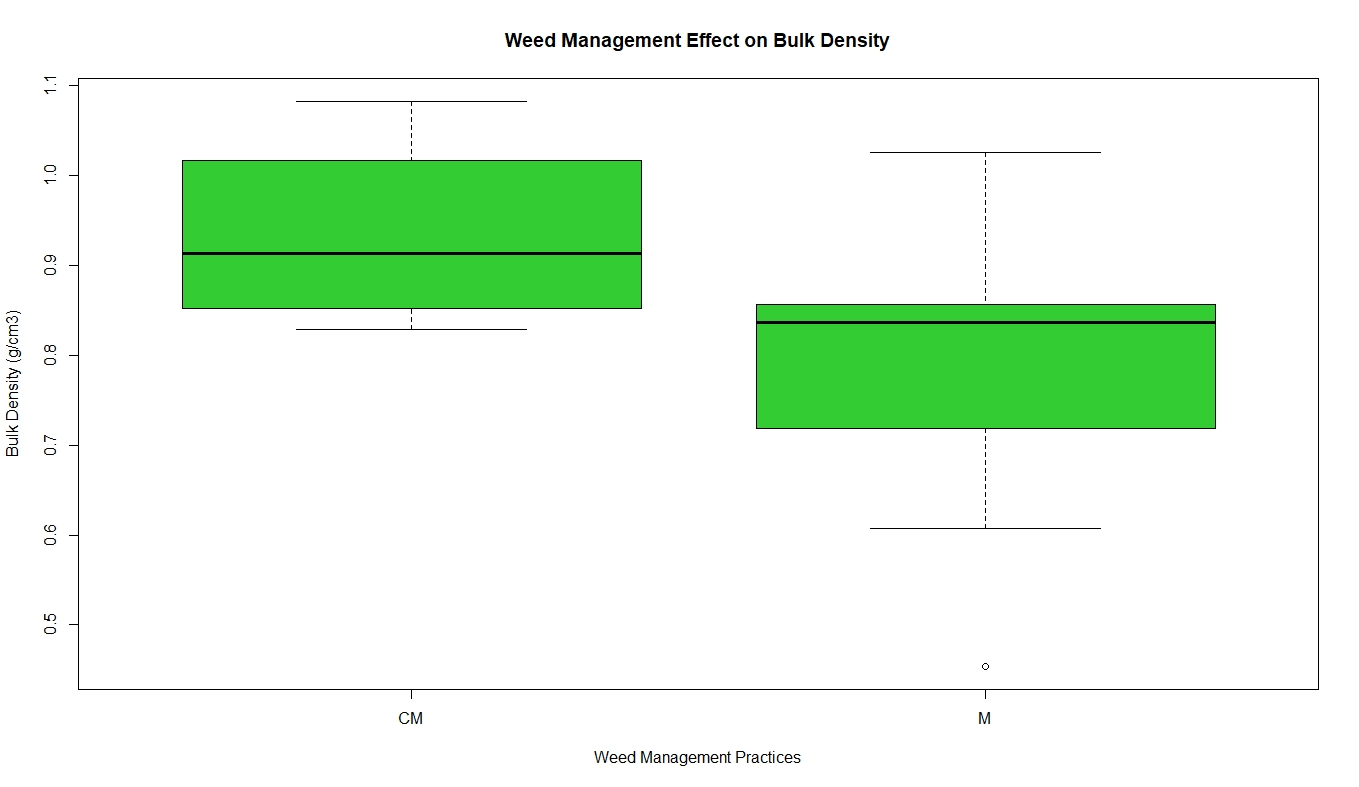 Weed Management Effect on Bulk Density
1.1
1.0
0.9
0.8
0.7
0.6
0.5
Bulk Density (g/cm3)
CM
M
Weed Management Practices